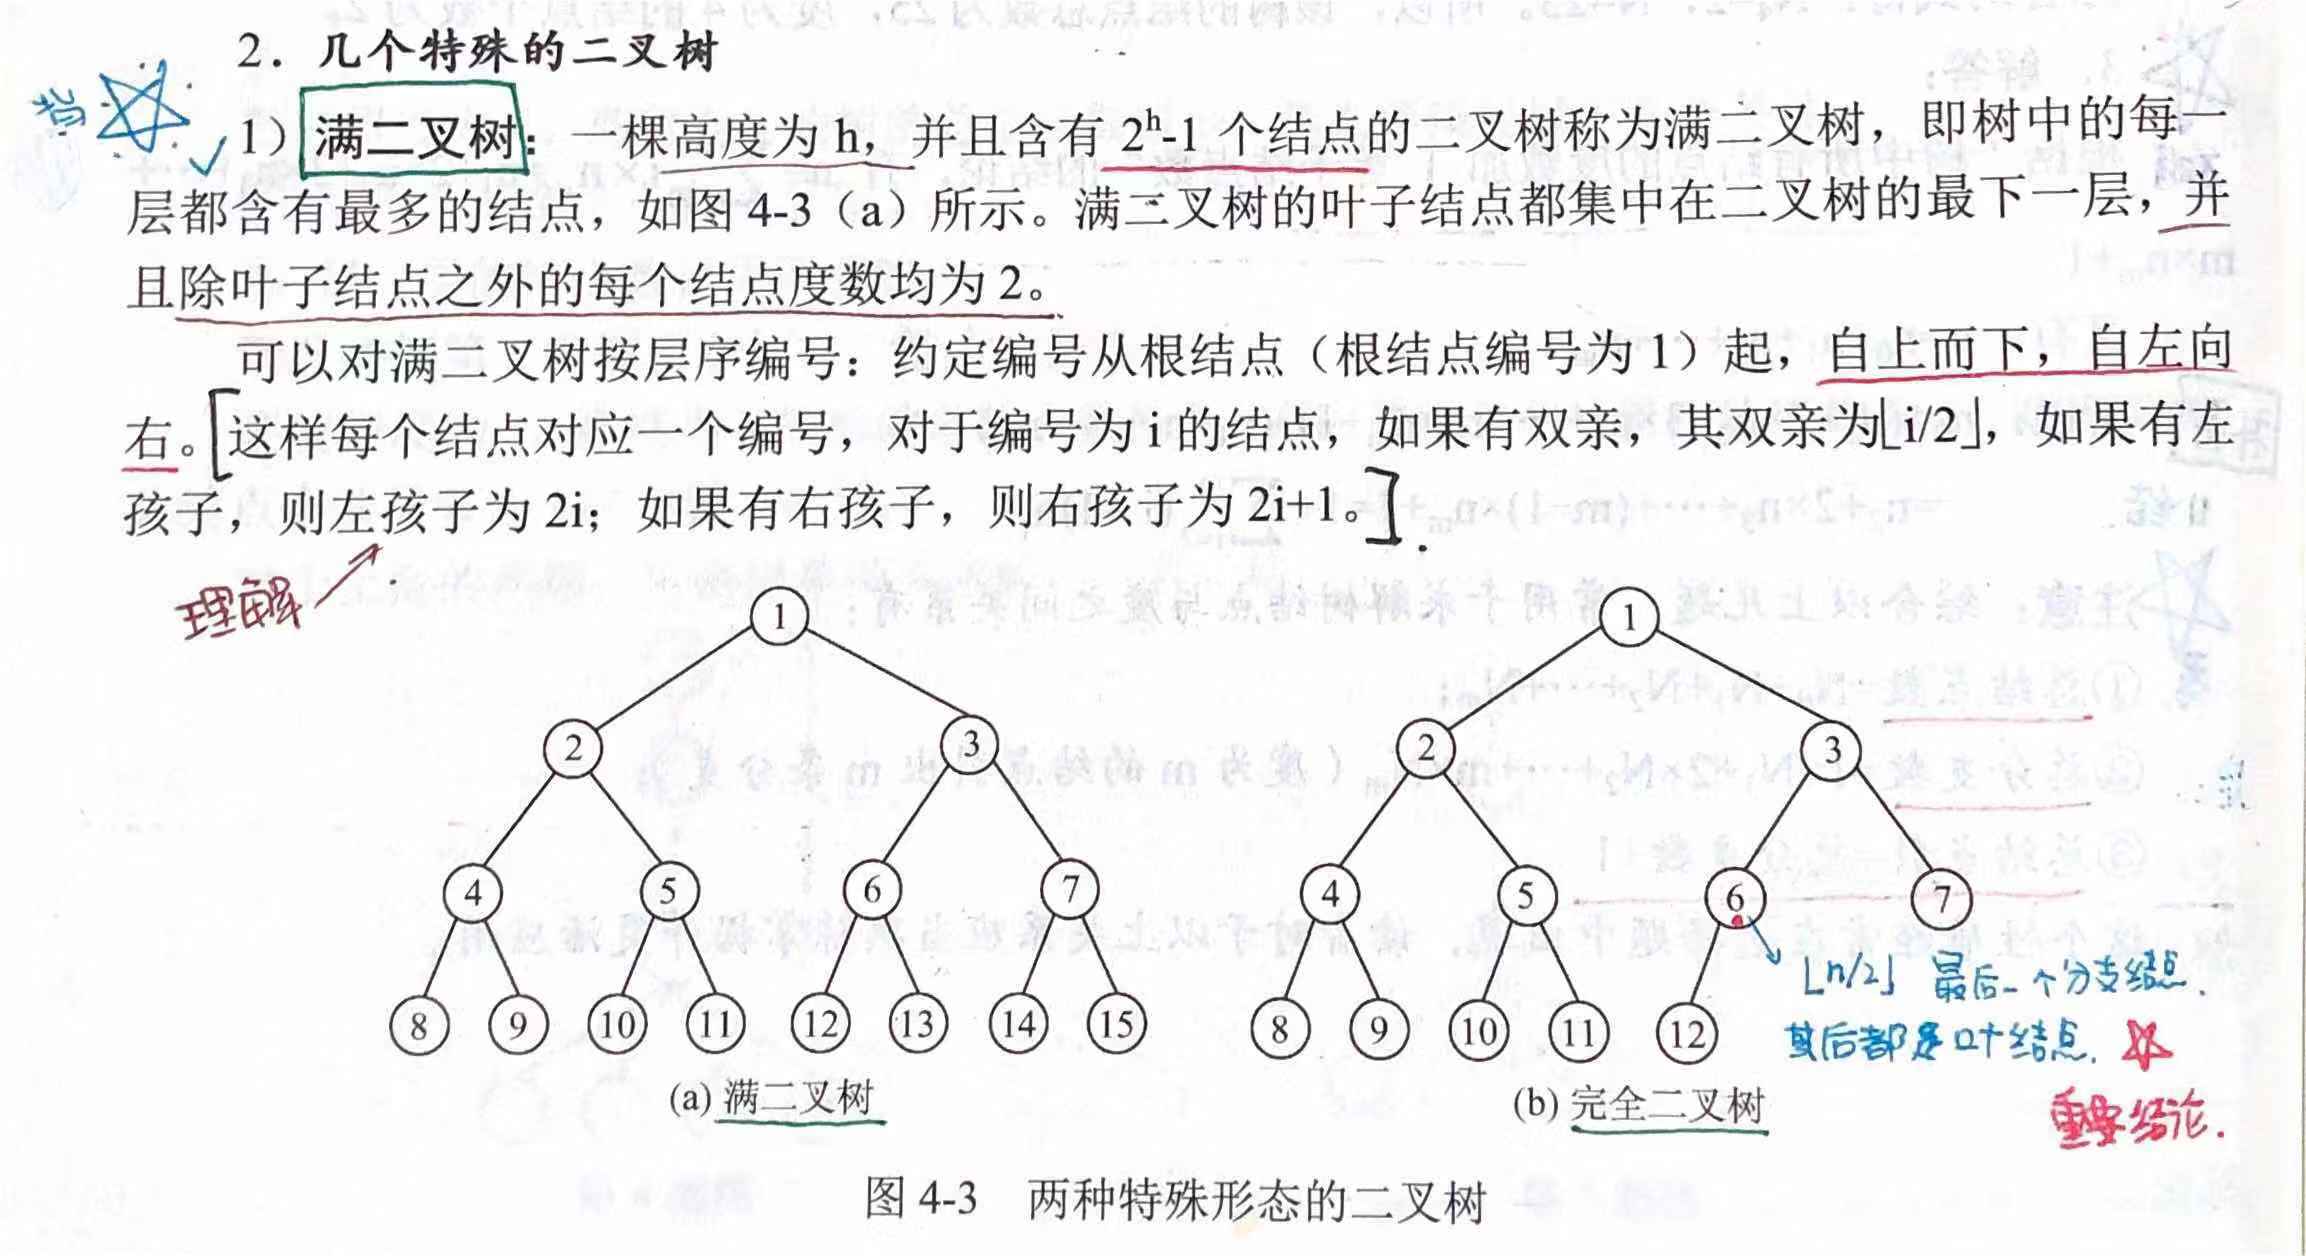 2. 几个特殊的二叉树
1) 满二叉树：一棵高度为 h，并且含有 2ʰ-1 个结点的二叉树称为满二叉树，即树中的每一
层都含有最多的结点，如图 4-3（a）所示。满二叉树的叶子结点都集中在二叉树的最下一层，并
且除叶子结点之外的每个结点度数均为 2。
可以对满二叉树按层序编号：约定编号从根结点（根结点编号为 1）起，自上而下，自左向
右。[这样每个结点对应一个编号，对于编号为 i 的结点，如果有双亲，其双亲为⌊i/2⌋，如果有左
孩子，则左孩子为 2i；如果有右孩子，则右孩子为 2i+1。]
理解
1
2 3
4 5 6 7
8 9 10 11 12 13 14 15
(a) 满二叉树
1
2 3
4 5 6 7
8 9 10 11 12
⌊n/2⌋ 最后一个分支结点.
其后都是叶结点.
重要结论.
(b) 完全二叉树
图 4-3 两种特殊形态的二叉树